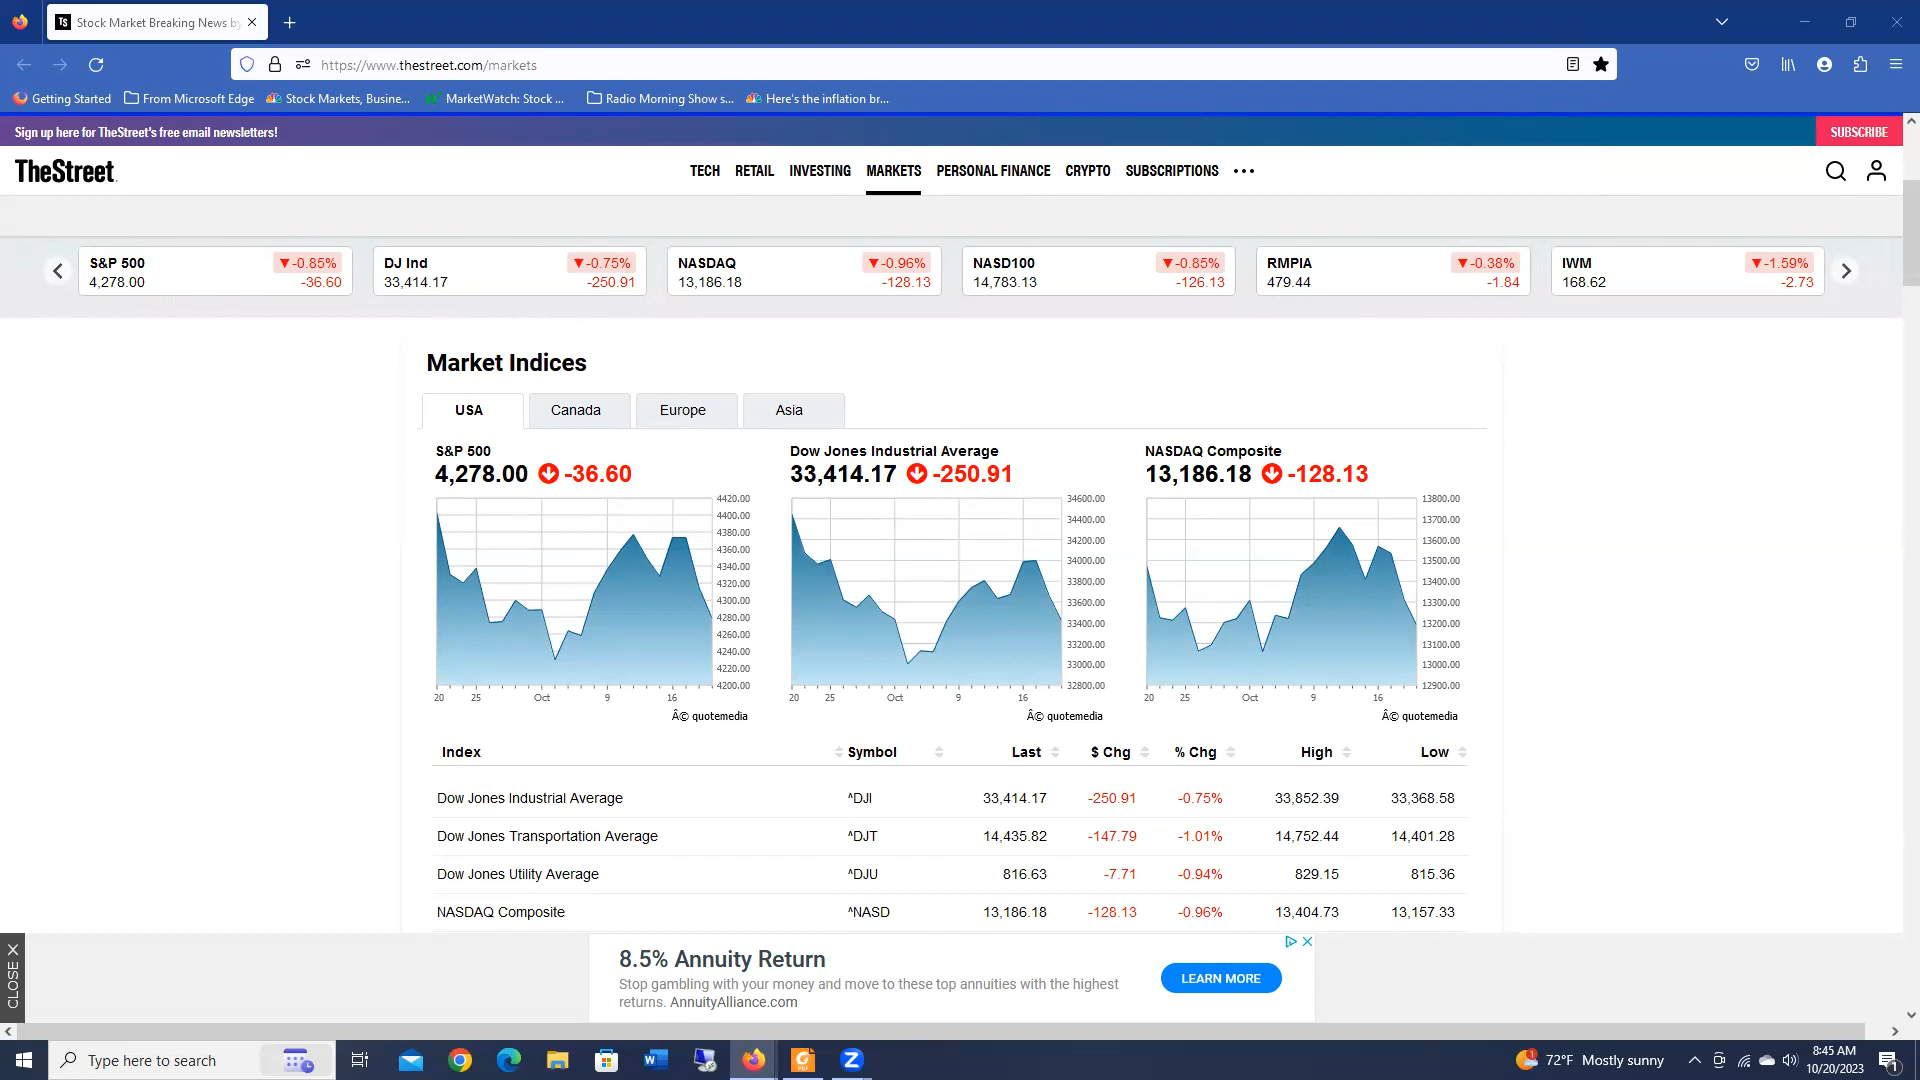 Stock Market Breaking News by
https://www.thestreet.com/markets
Getting Started From Microsoft Edge Stock Markets, Busine... MarketWatch: Stock ... Radio Morning Show s... Here's the inflation br...
Sign up here for TheStreet's free email newsletters! SUBSCRIBE
TheStreet TECH RETAIL INVESTING MARKETS PERSONAL FINANCE CRYPTO SUBSCRIPTIONS •••
S&P 500 ▼-0.85% DJ Ind ▼-0.75% NASDAQ ▼-0.96% NASD100 ▼-0.85% RMPIA ▼-0.38% IWM ▼-1.59%
4,278.00 -36.60 33,414.17 -250.91 13,186.18 -128.13 14,783.13 -126.13 479.44 -1.84 168.62 -2.73
Market Indices
USA Canada Europe Asia
S&P 500 Dow Jones Industrial Average NASDAQ Composite
4,278.00 -36.60 33,414.17 -250.91 13,186.18 -128.13
4420.00 34600.00 13800.00
4400.00 34400.00 13700.00
4380.00 34200.00 13600.00
4360.00 34000.00 13500.00
4340.00 33800.00 13400.00
4320.00 33600.00 13300.00
4300.00 33400.00 13200.00
4280.00 33200.00 13100.00
4260.00 33000.00 13000.00
4240.00 32800.00 12900.00
4220.00
4200.00
20 25 Oct 9 16 20 25 Oct 9 16 20 25 Oct 9 16
Â© quotemedia Â© quotemedia Â© quotemedia
Index Symbol Last $ Chg % Chg High Low
Dow Jones Industrial Average ^DJI 33,414.17 -250.91 -0.75% 33,852.39 33,368.58
Dow Jones Transportation Average ^DJT 14,435.82 -147.79 -1.01% 14,752.44 14,401.28
Dow Jones Utility Average ^DJU 816.63 -7.71 -0.94% 829.15 815.36
NASDAQ Composite ^NASD 13,186.18 -128.13 -0.96% 13,404.73 13,157.33
CLOSE X
8.5% Annuity Return
Stop gambling with your money and move to these top annuities with the highest
returns. AnnuityAlliance.com
LEARN MORE
Type here to search 72°F Mostly sunny 8:45 AM
10/20/2023